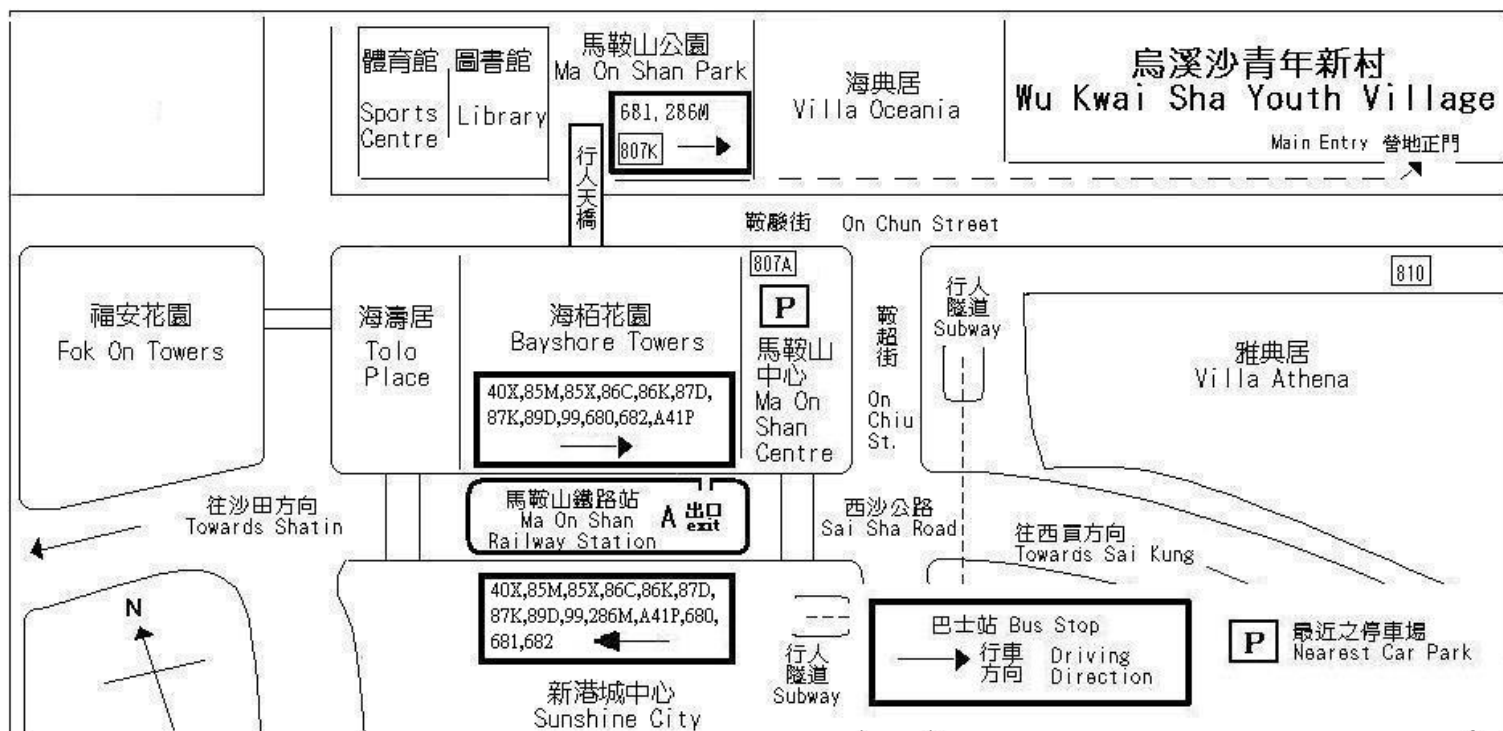 體育館
圖書館
Sports
Centre
Library
馬鞍山公園
Ma On Shan Park
681, 286M
807K
海典居
Villa Oceania
烏溪沙青年新村
Wu Kwai Sha Youth Village
Main Entry 營地正門
行人天橋
鞍駿街 On Chun Street
福安花園
Fok On Towers
海濤居
Tolo
Place
海栢花園
Bayshore Towers
40X,85M,85X,86C,86K,87D,
87K,89D,99,680,682,A41P
807A
P
馬鞍山
中心
Ma On
Shan
Centre
鞍超街
On
Chiu
St.
行人
隧道
Subway
810
雅典居
Villa Athena
往沙田方向
Towards Shatin
馬鞍山鐵路站
Ma On Shan
Railway Station
A 出口
exit
西沙公路
Sai Sha Road
往西貢方向
Towards Sai Kung
N
40X,85M,85X,86C,86K,87D,
87K,89D,99,286M,A41P,680,
681,682
新港城中心
Sunshine City
行人
隧道
Subway
巴士站 Bus Stop
行車 Driving
方向 Direction
P
最近之停車場
Nearest Car Park